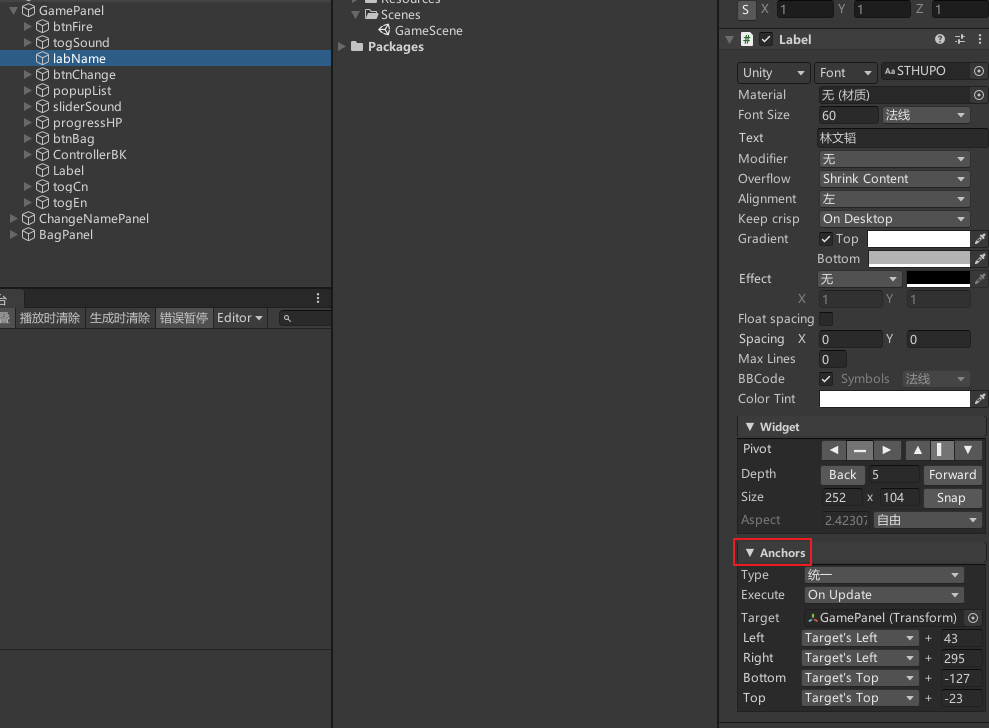 GamePanel
btnFire
togSound
labName
btnChange
popupList
sliderSound
progressHP
btnBag
ControllerBK
Label
togCn
togEn
ChangeNamePanel
BagPanel
台
叠 播放时清除 生成时清除 错误暂停 Editor
Resources
Scenes
GameScene
Packages
S X 1 Y 1 Z 1
# Label
Unity Font Aa STHUPO
Material 无 (材质)
Font Size 60 法线
Text 林文韬
Modifier 无
Overflow Shrink Content
Alignment 左
Keep crisp On Desktop
Gradient Top
Bottom
Effect 无
X 1 Y 1
Float spacing
Spacing X 0 Y 0
Max Lines 0
BBCode Symbols 法线
Color Tint
▼ Widget
Pivot ◄ ► ▲ ▼
Depth Back 5 Forward
Size 252 x 104 Snap
Aspect 2.42307 自由
▼ Anchors
Type 统一
Execute On Update
Target GamePanel (Transform)
Left Target's Left + 43
Right Target's Left + 295
Bottom Target's Top + -127
Top Target's Top + -23